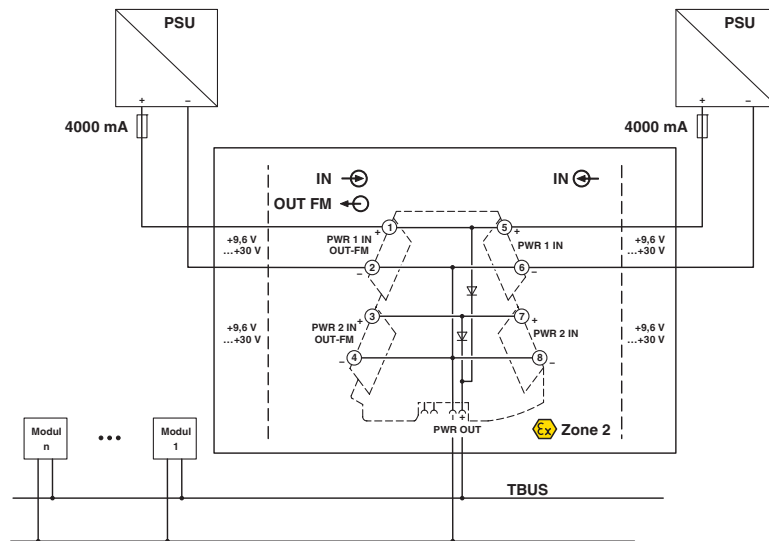 PSU
PSU
+ –
+ –
4000 mA
4000 mA
IN
IN
OUT FM
1
5
+
+
+9,6 V
…+30 V
PWR 1 IN
OUT-FM
PWR 1 IN
+9,6 V
…+30 V
2
6
–
–
3
7
+
+
+9,6 V
…+30 V
PWR 2 IN
OUT-FM
PWR 2 IN
+9,6 V
…+30 V
4
8
–
–
– +
PWR OUT
Ex Zone 2
Modul
n
•••
Modul
1
TBUS